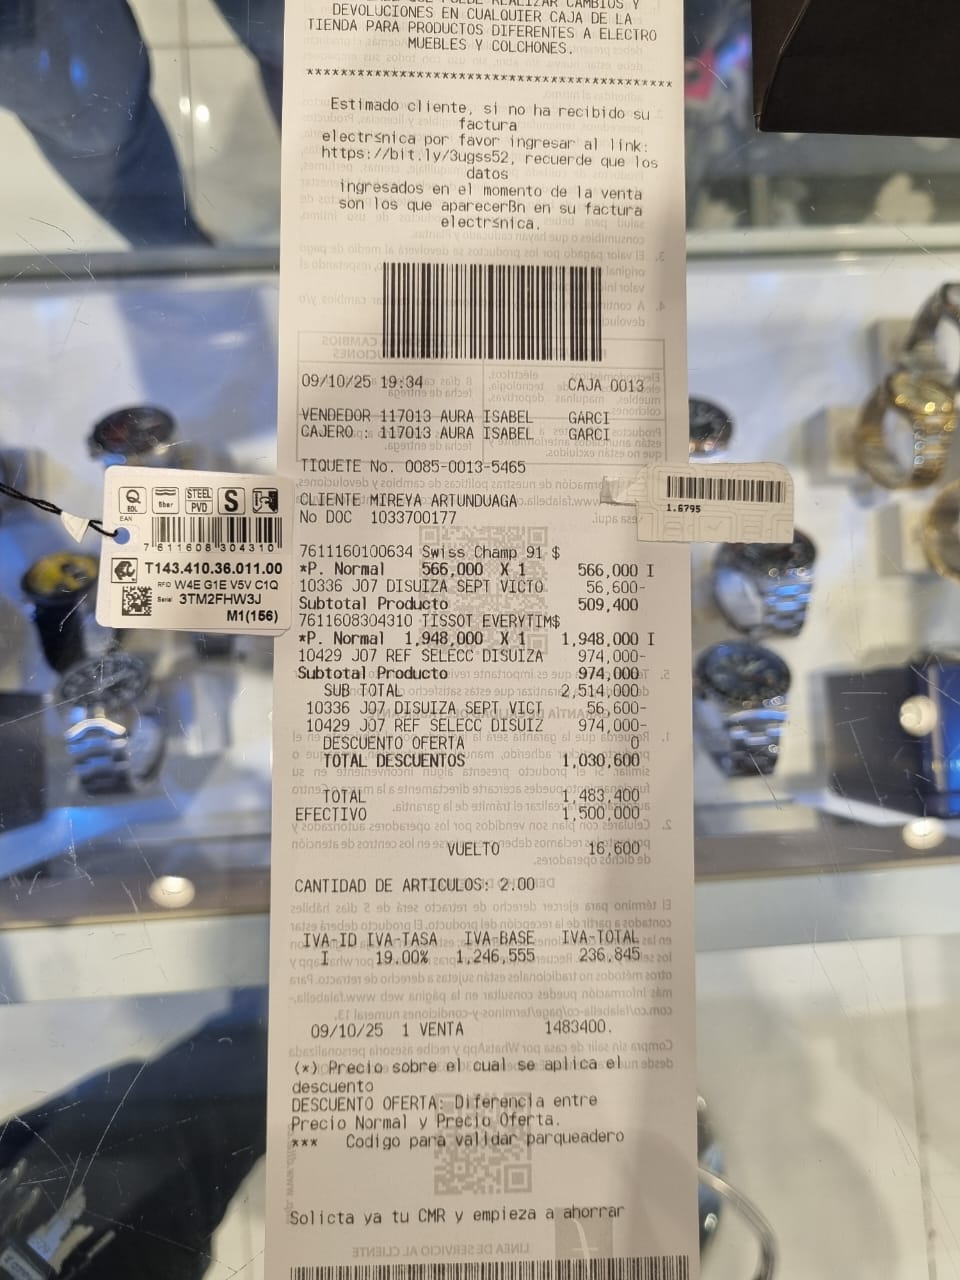 DEVOLUCIONES EN CUALQUIER CAJA DE LA
TIENDA PARA PRODUCTOS DIFERENTES A ELECTRO
MUEBLES Y COLCHONES.
******************************************
Estimado cliente, si no ha recibido su
factura
electr≤nica por favor ingresar al link:
https://bit.ly/3ugss52, recuerde que los
datos
ingresados en el momento de la venta
son los que aparecerßn en su factura
electr≤nica.
09/10/25 19:34 CAJA 0013
VENDEDOR 117013 AURA ISABEL GARCI
CAJERO : 117013 AURA ISABEL GARCI
TIQUETE No. 0085-0013-5465
CLIENTE MIREYA ARTUNDUAGA
No DOC 1033700177
7611160100634 Swiss Champ 91 $
*P. Normal 566,000 X 1 566,000 I
10336 J07 DISUIZA SEPT VICTO 56,600-
Subtotal Producto 509,400
7611608304310 TISSOT EVERYTIM$
*P. Normal 1,948,000 X 1 1,948,000 I
10429 J07 REF SELECC DISUIZA 974,000-
Subtotal Producto 974,000
SUB TOTAL 2,514,000
10336 J07 DISUIZA SEPT VICT 56,600-
10429 J07 REF SELECC DISUIZ 974,000-
DESCUENTO OFERTA 0
TOTAL DESCUENTOS 1,030,600
TOTAL 1,483,400
EFECTIVO 1,500,000
VUELTO 16,600
CANTIDAD DE ARTICULOS: 2.00
IVA-ID IVA-TASA IVA-BASE IVA-TOTAL
I 19.00% 1,246,555 236,845
09/10/25 1 VENTA 1483400.
(*) Precio sobre el cual se aplica el
descuento
DESCUENTO OFERTA: Diferencia entre
Precio Normal y Precio Oferta.
*** Codigo para validar parqueadero
Solicta ya tu CMR y empieza a ahorrar
Q EOL 5bar STEEL PVD S
EAN
7 611608 304310
T143.410.36.011.00
RFID W4E G1E V5V C1Q
Serial 3TM2FHW3J
M1(156)
1.6795